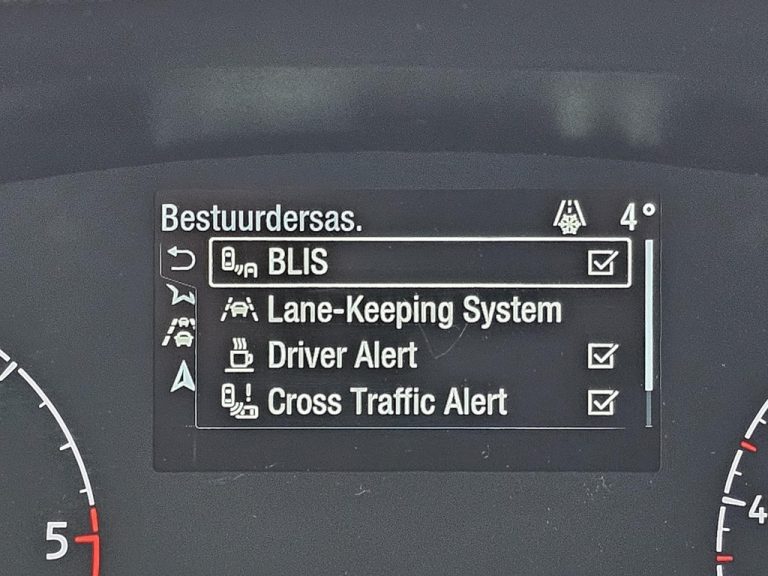 Bestuurdersas. 4°
BLIS
Lane-Keeping System
Driver Alert
Cross Traffic Alert
5
4